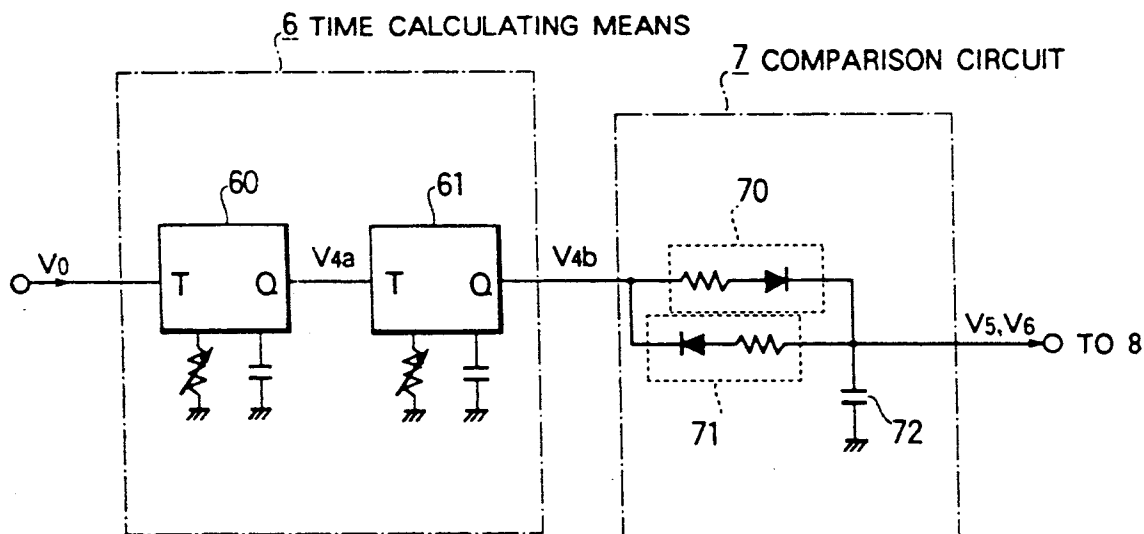 6 TIME CALCULATING MEANS
7 COMPARISON CIRCUIT
60
61
70
V0
T
Q
V4a
T
Q
V4b
V5,V6
TO 8
71
72